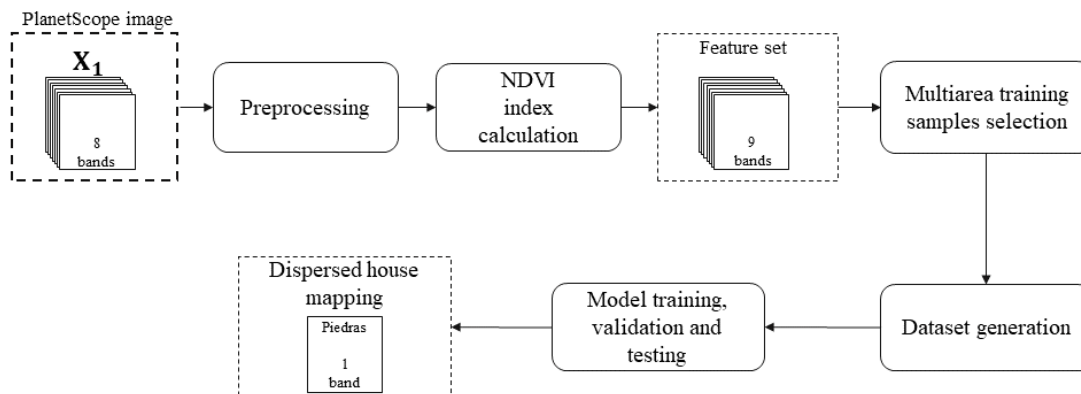 PlanetScope image
X₁
8
bands
Preprocessing
NDVI
index
calculation
Feature set
9
bands
Multiarea training
samples selection
Dataset generation
Model training,
validation and
testing
Dispersed house
mapping
Piedras
1
band